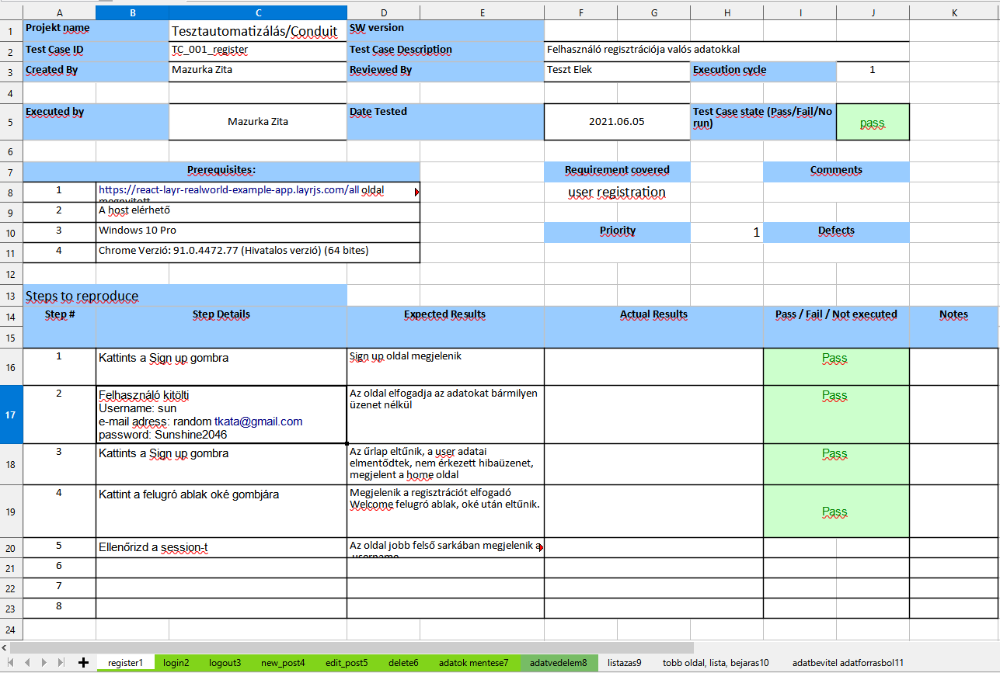 A B C D E F G H I J K
1 Projekt name Tesztautomatizálás/Conduit SW version
2 Test Case ID TC_001_register Test Case Description Felhasználó regisztrációja valós adatokkal
3 Created By Mazurka Zita Reviewed By Teszt Elek Execution cycle 1
4
5 Executed by Mazurka Zita Date Tested 2021.06.05 Test Case state (Pass/Fail/No
run) pass
6
7 Prerequisites: Requirement covered Comments
8 1 https://react-layr-realworld-example-app.layrjs.com/all oldal
megnyitott
user registration
9 2 A host elérhető
10 3 Windows 10 Pro Priority 1 Defects
11 4 Chrome Verzió: 91.0.4472.77 (Hivatalos verzió) (64 bites)
12
13 Steps to reproduce
14 Step # Step Details Expected Results Actual Results Pass / Fail / Not executed Notes
15
16 1 Kattints a Sign up gombra Sign up oldal megjelenik Pass
17 2 Felhasználó kitölti
Username: sun
e-mail adress: random tkata@gmail.com
password: Sunshine2046
Az oldal elfogadja az adatokat bármilyen
üzenet nélkül
Pass
18 3 Kattints a Sign up gombra
Az űrlap eltűnik, a user adatai
elmentődtek, nem érkezett hibaüzenet,
megjelent a home oldal
Pass
19 4 Kattint a felugró ablak oké gombjára
Megjelenik a regisztrációt elfogadó
Welcome felugró ablak, oké után eltűnik.
Pass
20 5 Ellenőrizd a session-t Az oldal jobb felső sarkában megjelenik a
username
21 6
22 7
23 8
24
register1 login2 logout3 new_post4 edit_post5 delete6 adatok mentese7 adatvedelem8 listazas9 tobb oldal, lista, bejaras10 adatbevitel adatforrasbol11